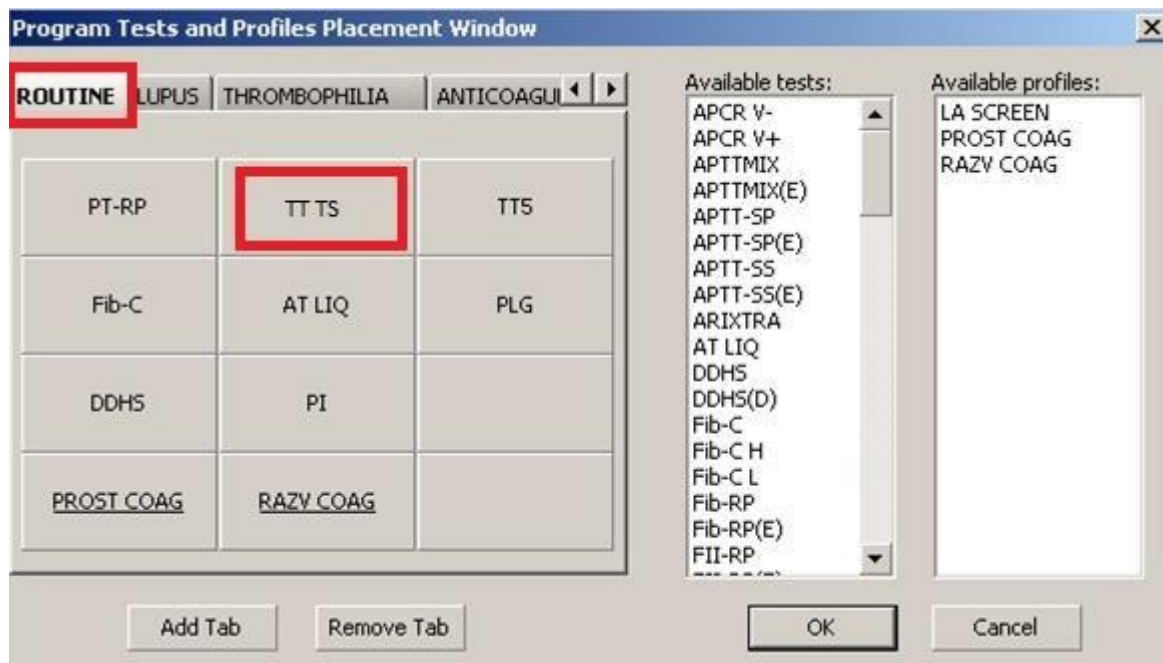 Program Tests and Profiles Placement Window
ROUTINE LUPUS THROMBOPHILIA
PT-RP TT TS TT5
Fib-C AT LIQ PLG
DDHS PI
PROST COAG RAZV COAG
Add Tab Remove Tab
Available tests:
APCR V-
APCR V+
APTTMIX
APTTMIX(E)
APTT-SP
APTT-SP(E)
APTT-SS
APTT-SS(E)
ARIXTRA
AT LIQ
DDHS
DDHS(D)
Fib-C
Fib-C H
Fib-C L
Fib-RP
Fib-RP(E)
FII-RP
Available profiles:
LA SCREEN
PROST COAG
RAZV COAG
OK Cancel